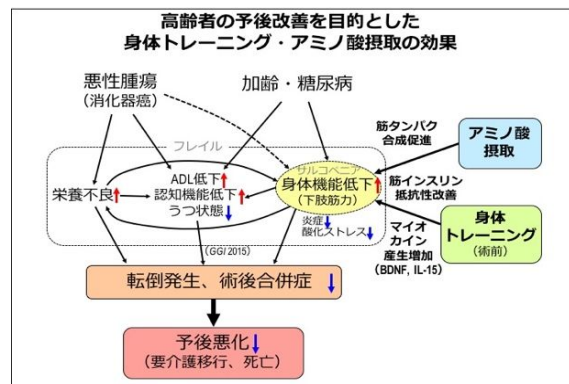 高齢者の予後改善を目的とした
身体トレーニング・アミノ酸摂取の効果
悪性腫瘍
(消化器癌)
加齢・糖尿病
フレイル
筋タンパク
合成促進
アミノ酸
摂取
サルコペニア
栄養不良
ADL低下
認知機能低下
うつ状態
身体機能低下
(下肢筋力)
筋インスリン
抵抗性改善
炎症
酸化ストレス
マイオ
カイン
産生増加
(BDNF, IL-15)
身体
トレーニング
(術前)
(GGI 2015)
転倒発生、術後合併症
予後悪化
(要介護移行、死亡)